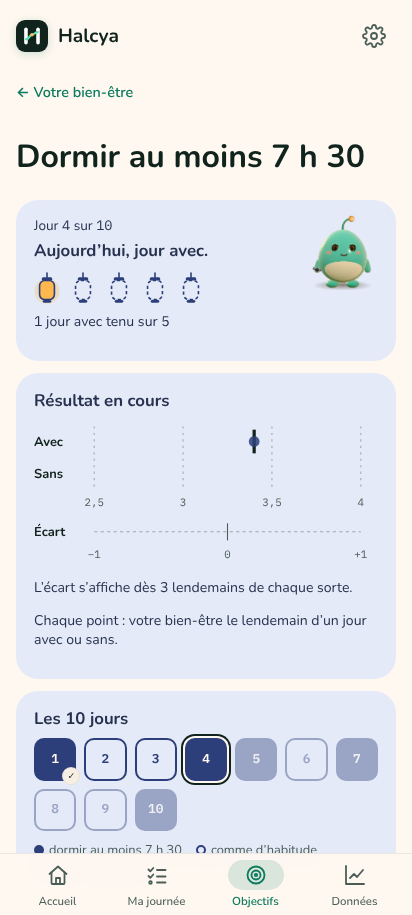 Halcya
← Votre bien-être
Dormir au moins 7 h 30
Jour 4 sur 10
Aujourd’hui, jour avec.
1 jour avec tenu sur 5
Résultat en cours
Avec
Sans
2,5 3 3,5 4
Écart
−1 0 +1
L’écart s’affiche dès 3 lendemains de chaque sorte.
Chaque point : votre bien-être le lendemain d’un jour
avec ou sans.
Les 10 jours
1 2 3 4 5 6 7
✓
8 9 10
dormir au moins 7 h 30 comme d’habitude
Accueil Ma journée Objectifs Données